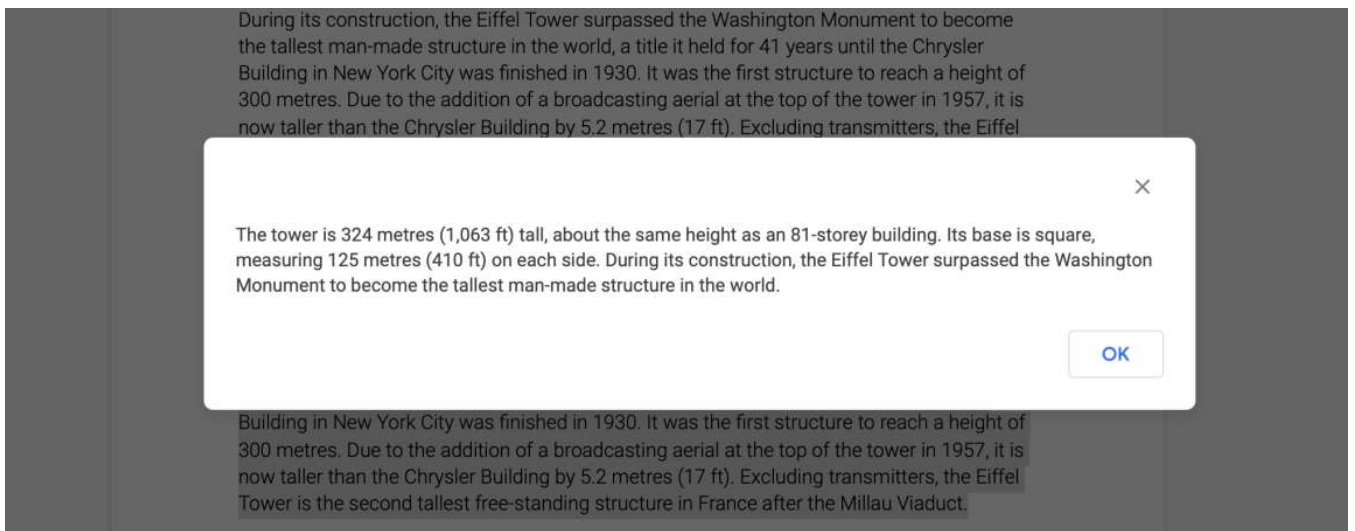 During its construction, the Eiffel Tower surpassed the Washington Monument to become
the tallest man-made structure in the world, a title it held for 41 years until the Chrysler
Building in New York City was finished in 1930. It was the first structure to reach a height of
300 metres. Due to the addition of a broadcasting aerial at the top of the tower in 1957, it is
now taller than the Chrysler Building by 5.2 metres (17 ft). Excluding transmitters, the Eiffel
The tower is 324 metres (1,063 ft) tall, about the same height as an 81-storey building. Its base is square,
measuring 125 metres (410 ft) on each side. During its construction, the Eiffel Tower surpassed the Washington
Monument to become the tallest man-made structure in the world.
OK
Building in New York City was finished in 1930. It was the first structure to reach a height of
300 metres. Due to the addition of a broadcasting aerial at the top of the tower in 1957, it is
now taller than the Chrysler Building by 5.2 metres (17 ft). Excluding transmitters, the Eiffel
Tower is the second tallest free-standing structure in France after the Millau Viaduct.